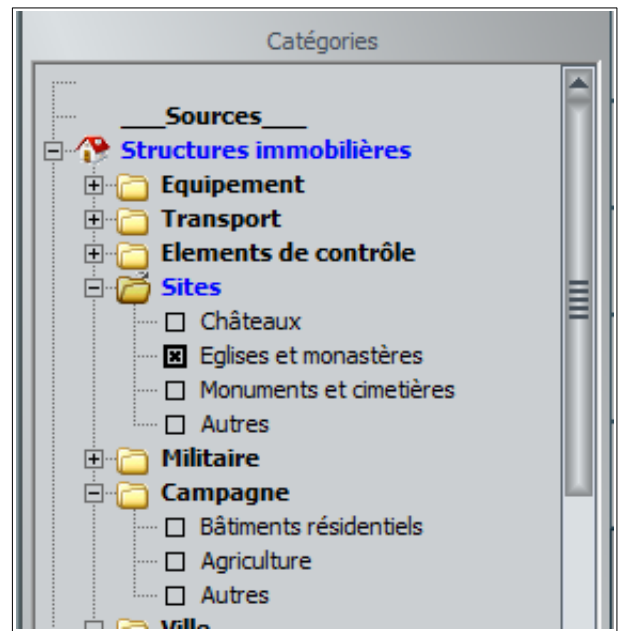 Catégories
___Sources___
Structures immobilières
Equipement
Transport
Elements de contrôle
Sites
Châteaux
Eglises et monastères
Monuments et cimetières
Autres
Militaire
Campagne
Bâtiments résidentiels
Agriculture
Autres
Ville